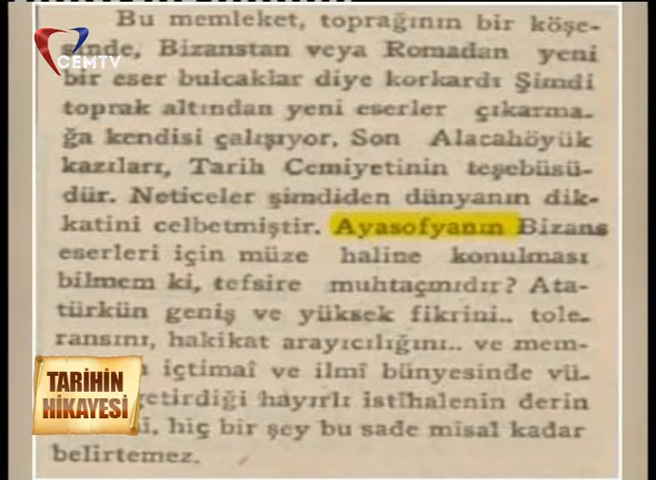 Bu memleket, toprağının bir köşe-
sinde, Bizanstan veya Romadan yeni
bir eser bulcaklar diye korkardı Şimdi
toprak altından yeni eserler çıkarma-
ğa kendisi çalışıyor. Son Alacahöyük
kazıları, Tarih Cemiyetinin teşebüsü-
dür. Neticeler şimdiden dünyanın dik-
katini celbetmiştir. Ayasofyanın Bizans
eserleri için müze haline konulması
bilmem ki, tefsire muhtaçmıdır? Ata-
türkün geniş ve yüksek fikrini.. tole-
ransını, hakikat arayıcılığını.. ve mem-
içtimaî ve ilmî bünyesinde vü-
getirdiği hayırlı istihalenin derin
hiç bir şey bu sade misal kadar
belirtemez.
CEMTV
TARİHİN
HİKAYESİ